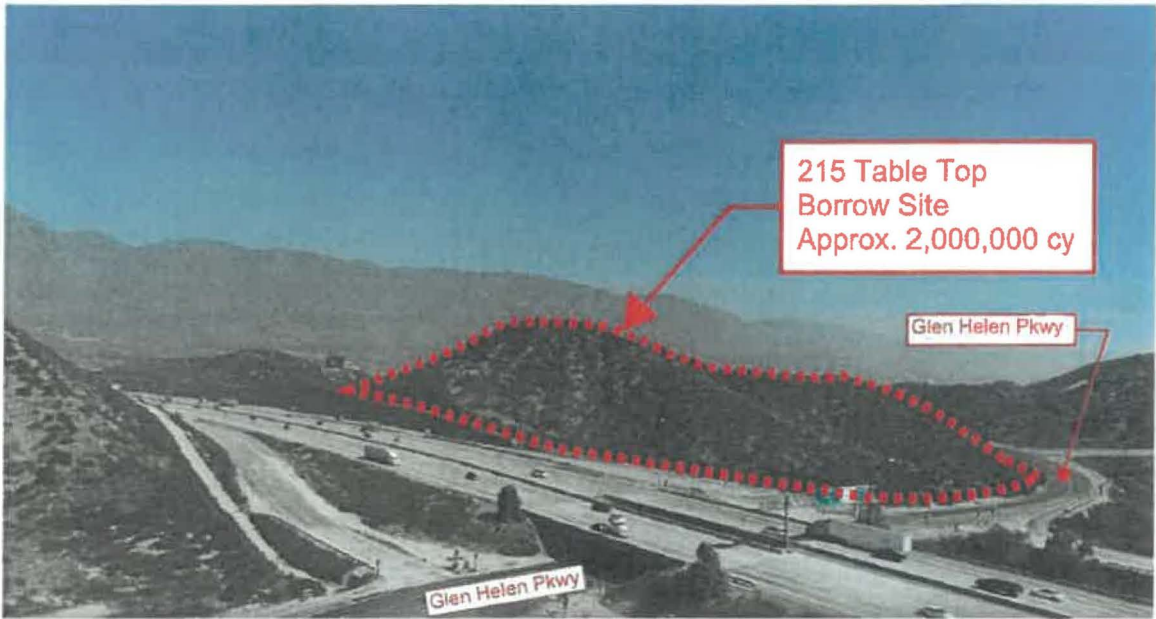 215 Table Top
Borrow Site
Approx. 2,000,000 cy
Glen Helen Pkwy
Glen Helen Pkwy